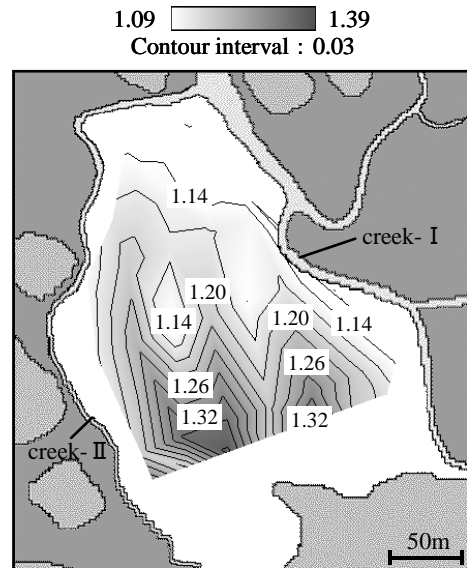 1.09 1.39
Contour interval : 0.03
1.14
creek- Ⅰ
1.20
1.14
1.20
1.14
1.26
1.26
1.32
1.32
creek- Ⅱ
50m